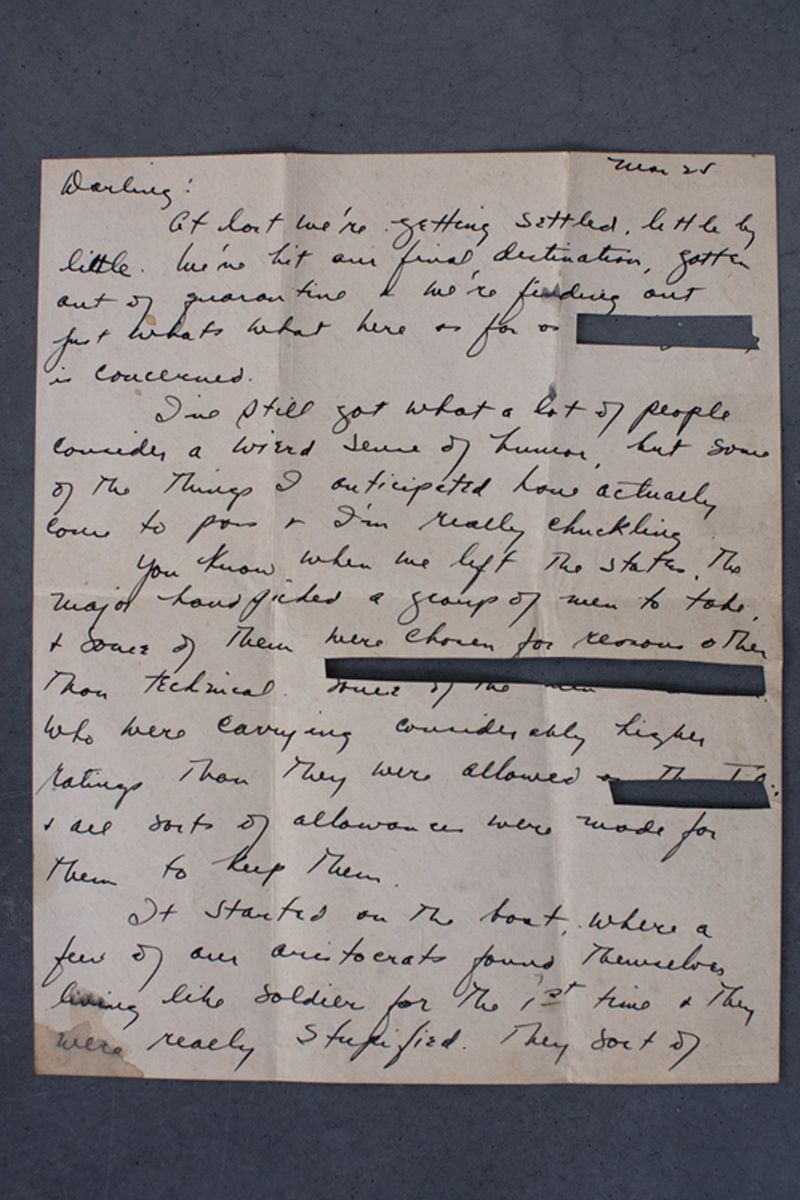 Mar 25
Darling!
At last we're getting settled, little by
little. We've hit our final destination, gotten
out of quarantine & we're finding out
just whats what here as far as
is concerned.
I've still got what a lot of people
consider a wierd sense of humor, but some
of the things I anticipated have actually
come to pass & I'm really chuckling.
You know when we left the states, the
major handpicked a group of men to take,
& some of them were chosen for reasons other
than technical. Some of the men
who were carrying considerably higher
ratings than they were allowed
& all sorts of allowances were made for
them to keep them.
It started on the boat, where a
few of our aristocrats found themselves
living like soldier for the 1st time & they
were really stupified. They sort of